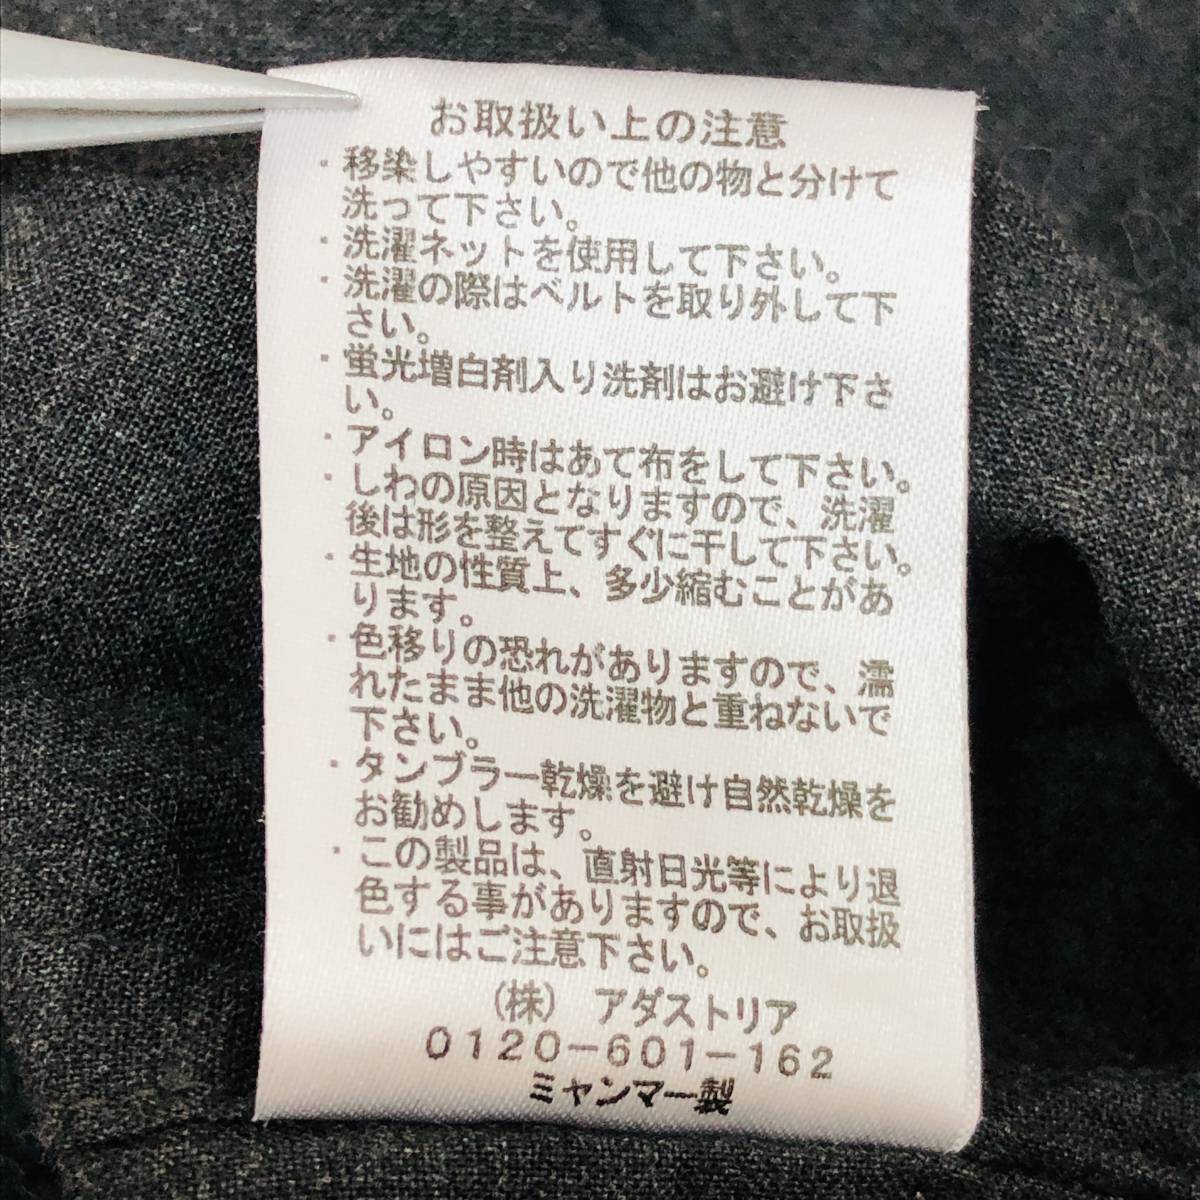 お取扱い上の注意
・移染しやすいので他の物と分けて
洗って下さい。
・洗濯ネットを使用して下さい。
・洗濯の際はベルトを取り外して下
さい。
・蛍光増白剤入り洗剤はお避け下さ
い。
・アイロン時はあて布をして下さい。
・しわの原因となりますので、洗濯
後は形を整えてすぐに干して下さい。
・生地の性質上、多少縮むことがあ
ります。
・色移りの恐れがありますので、濡
れたまま他の洗濯物と重ねないで
下さい。
・タンブラー乾燥を避け自然乾燥を
お勧めします。
・この製品は、直射日光等により退
色する事がありますので、お取扱
いにはご注意下さい。
(株) アダストリア
0120-601-162
ミャンマー製